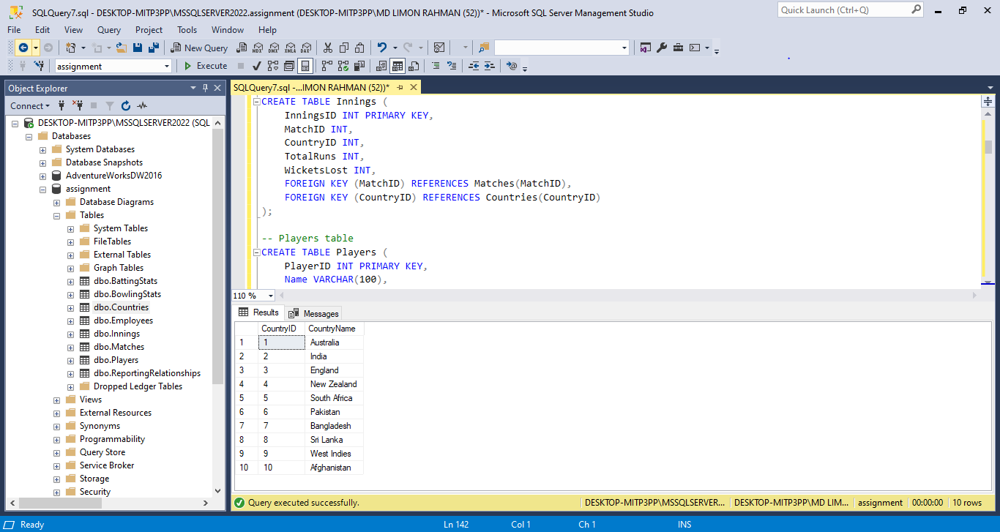 SQLQuery7.sql - DESKTOP-MITP3PP\MSSQLSERVER2022.assignment (DESKTOP-MITP3PP\MD LIMON RAHMAN (52))* - Microsoft SQL Server Management Studio
Quick Launch (Ctrl+Q)
File Edit View Query Project Tools Window Help
New Query MDX DMX XMLA DAX
assignment Execute
Object Explorer
Connect
DESKTOP-MITP3PP\MSSQLSERVER2022 (SQL
Databases
System Databases
Database Snapshots
AdventureWorksDW2016
assignment
Database Diagrams
Tables
System Tables
FileTables
External Tables
Graph Tables
dbo.BattingStats
dbo.BowlingStats
dbo.Countries
dbo.Employees
dbo.Innings
dbo.Matches
dbo.Players
dbo.ReportingRelationships
Dropped Ledger Tables
Views
External Resources
Synonyms
Programmability
Query Store
Service Broker
Storage
Security
SQLQuery7.sql -...IMON RAHMAN (52))*
CREATE TABLE Innings (
InningsID INT PRIMARY KEY,
MatchID INT,
CountryID INT,
TotalRuns INT,
WicketsLost INT,
FOREIGN KEY (MatchID) REFERENCES Matches(MatchID),
FOREIGN KEY (CountryID) REFERENCES Countries(CountryID)
);
-- Players table
CREATE TABLE Players (
PlayerID INT PRIMARY KEY,
Name VARCHAR(100),
110 %
Results Messages
CountryID CountryName
1 1 Australia
2 2 India
3 3 England
4 4 New Zealand
5 5 South Africa
6 6 Pakistan
7 7 Bangladesh
8 8 Sri Lanka
9 9 West Indies
10 10 Afghanistan
Query executed successfully. DESKTOP-MITP3PP\MSSQLSERVER... DESKTOP-MITP3PP\MD LIM... assignment 00:00:00 10 rows
Ready Ln 142 Col 1 Ch 1 INS